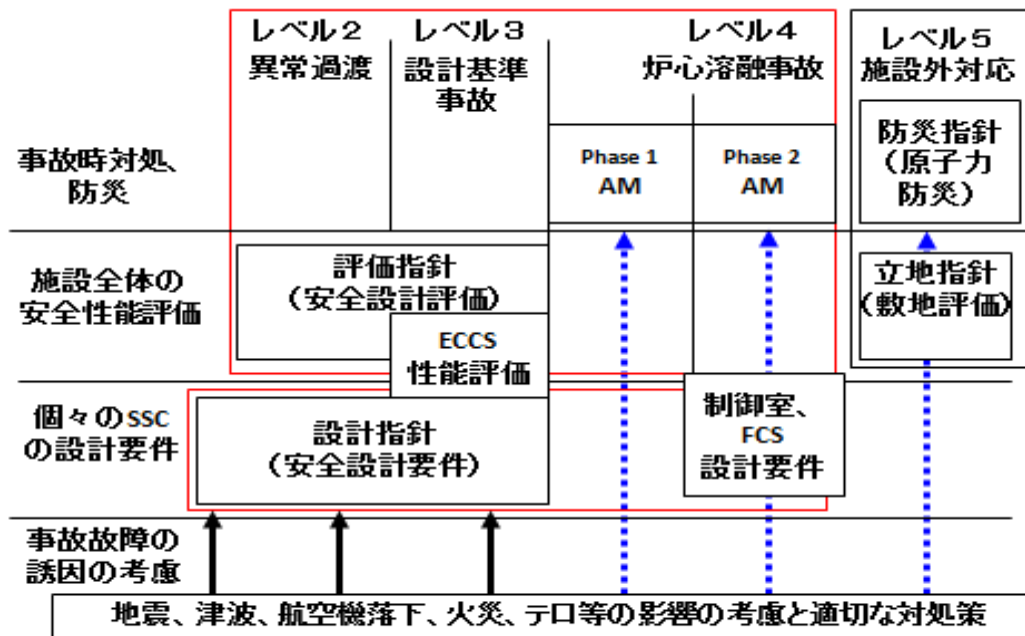 レベル2
異常過渡
レベル3
設計基準
事故
レベル4
炉心溶融事故
レベル5
施設外対応
事故時対処、
防災
Phase 1
AM
Phase 2
AM
防災指針
(原子力
防災)
施設全体の
安全性能評価
評価指針
(安全設計評価)
ECCS
性能評価
立地指針
(敷地評価)
個々のSSC
の設計要件
設計指針
(安全設計要件)
制御室、
FCS
設計要件
事故故障の
誘因の考慮
地震、津波、航空機落下、火災、テロ等の影響の考慮と適切な対処策